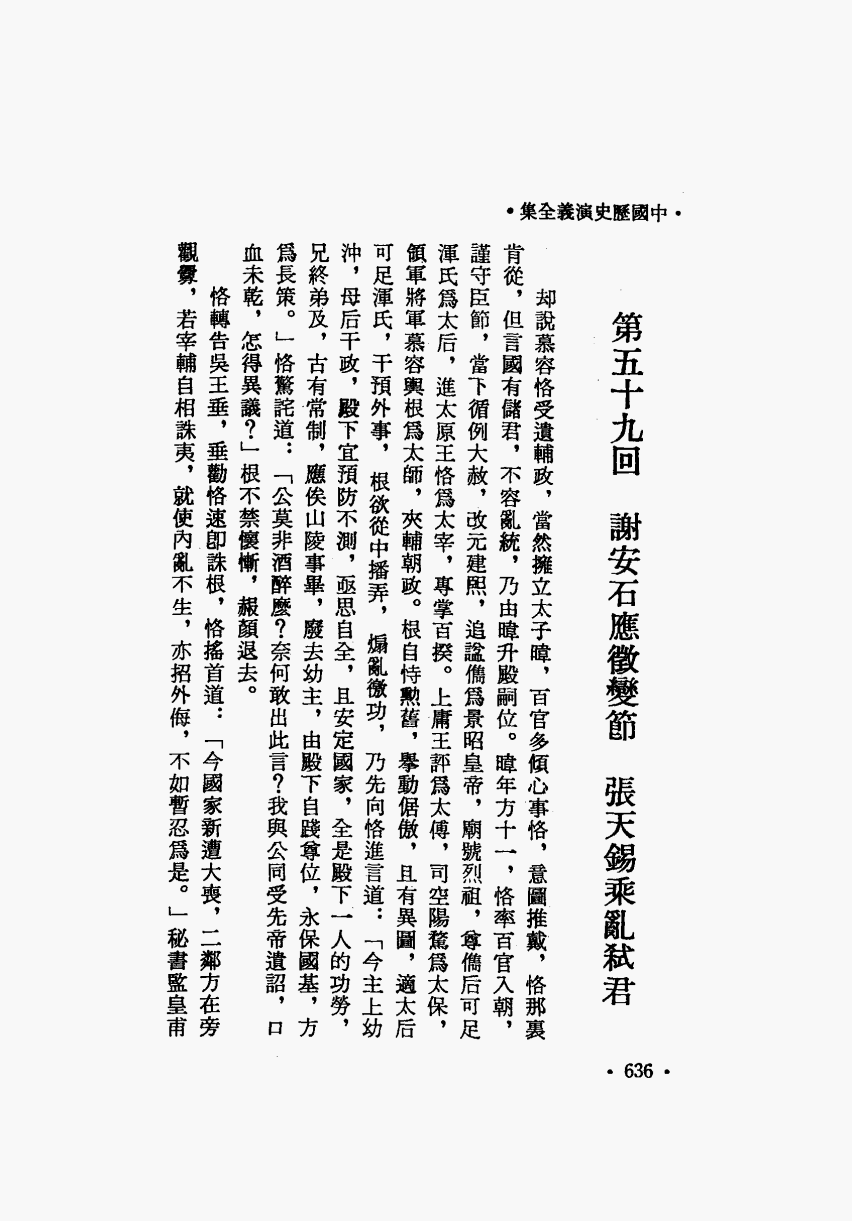 •中國歷史演義全集•
第五十九回　謝安石應徵變節　張天錫乘亂弒君
却說慕容恪受遺輔政，當然擁立太子暐，百官多傾心事恪，意圖推戴，恪那裏
肯從，但言國有儲君，不容亂統，乃由暐升殿嗣位。暐年方十一，恪率百官入朝，
謹守臣節，當下循例大赦，改元建熙，追諡儁爲景昭皇帝，廟號烈祖，尊儁后可足
渾氏爲太后，進太原王恪爲太宰，專掌百揆。上庸王評爲太傅，司空陽騖爲太保，
領軍將軍慕容輿根爲太師，夾輔朝政。根自恃勳舊，舉動倨傲，且有異圖，適太后
可足渾氏，干預外事，根欲從中播弄，煽亂徼功，乃先向恪進言道：「今主上幼
沖，母后干政，殿下宜預防不測，亟思自全，且安定國家，全是殿下一人的功勞，
兄終弟及，古有常制，應俟山陵事畢，廢去幼主，由殿下自踐尊位，永保國基，方
爲長策。」恪驚詫道：「公莫非酒醉麼？奈何敢出此言？我與公同受先帝遺詔，口
血未乾，怎得異議？」根不禁懷慚，赧顏退去。
恪轉告吳王垂，垂勸恪速卽誅根，恪搖首道：「今國家新遭大喪，二鄰方在旁
觀釁，若宰輔自相誅夷，就使內亂不生，亦招外侮，不如暫忍爲是。」秘書監皇甫
• 636 •